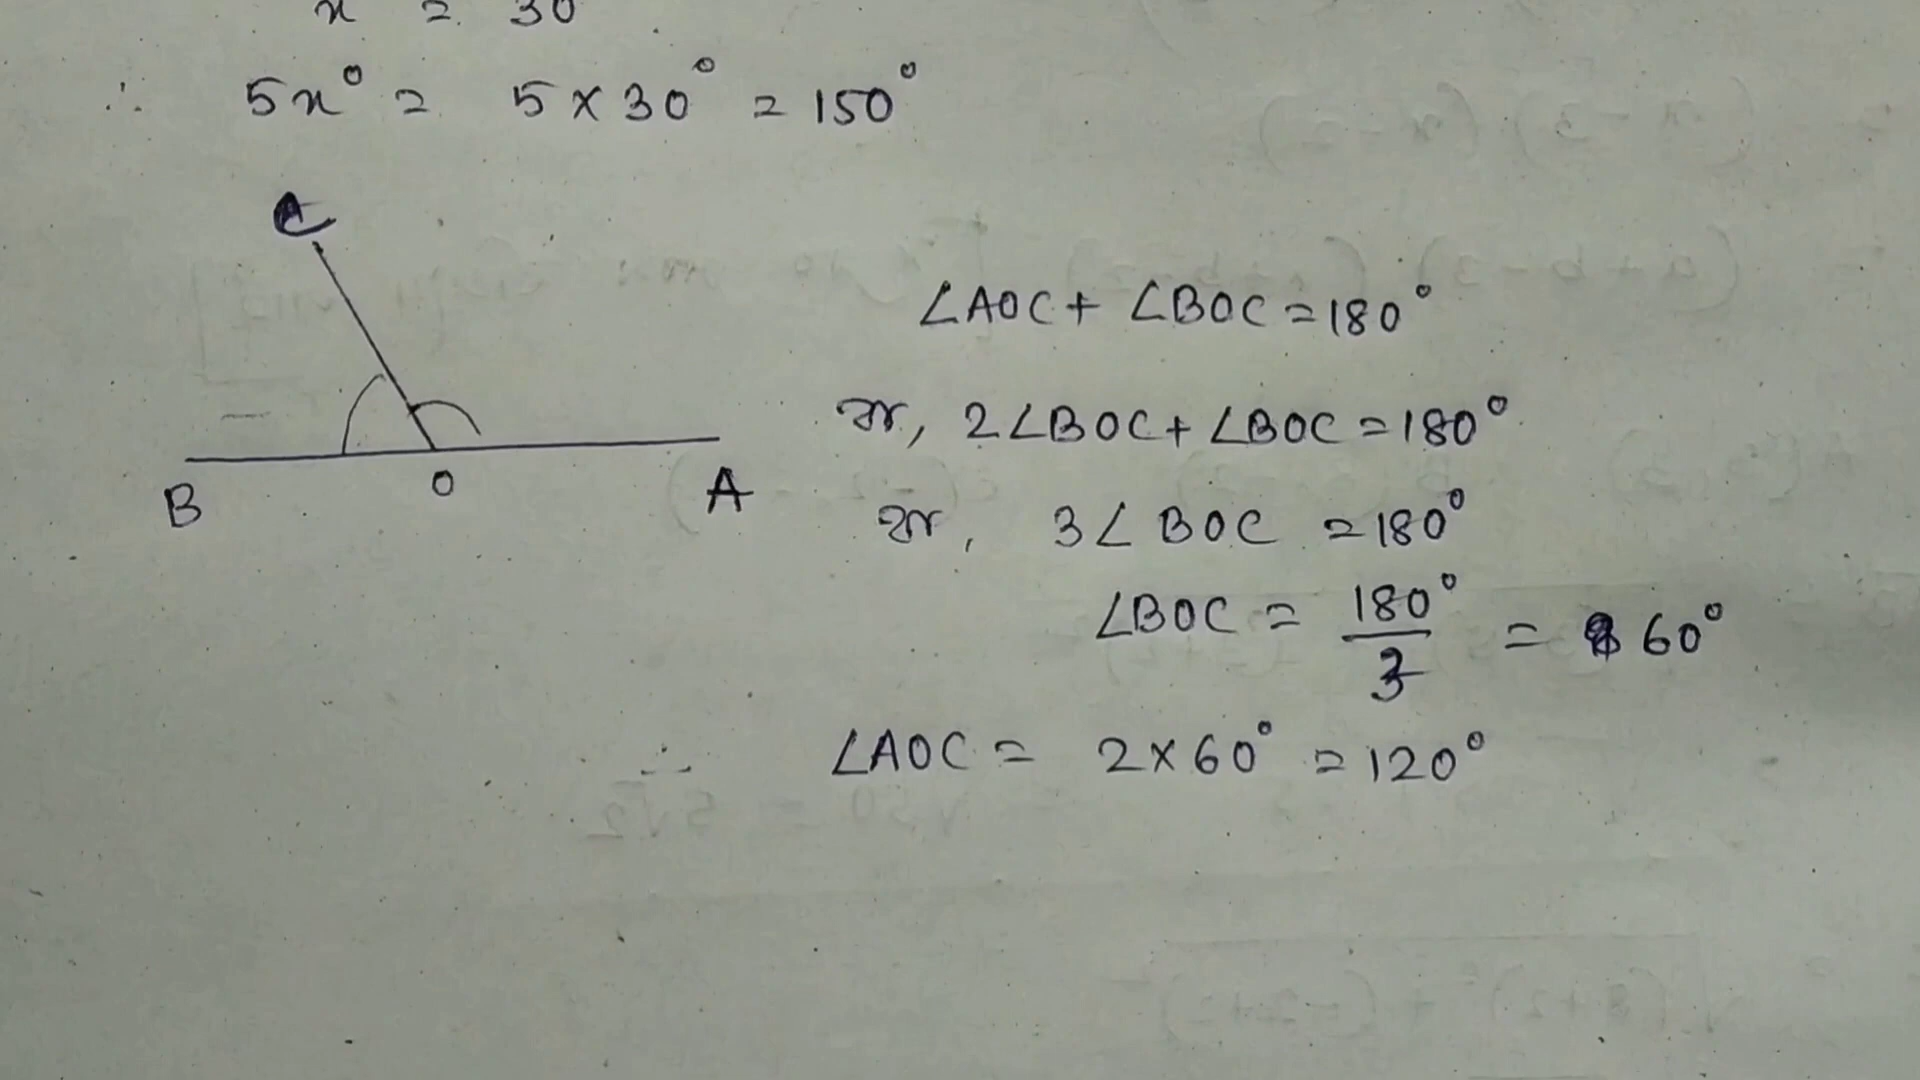 x = 30
∴ 5x° = 5 × 30° = 150°
C
B O A
∠AOC + ∠BOC = 180°
বা, 2∠BOC + ∠BOC = 180°
বা, 3∠BOC = 180°
∠BOC = 180°/3 = 60°
∴ ∠AOC = 2 × 60° = 120°